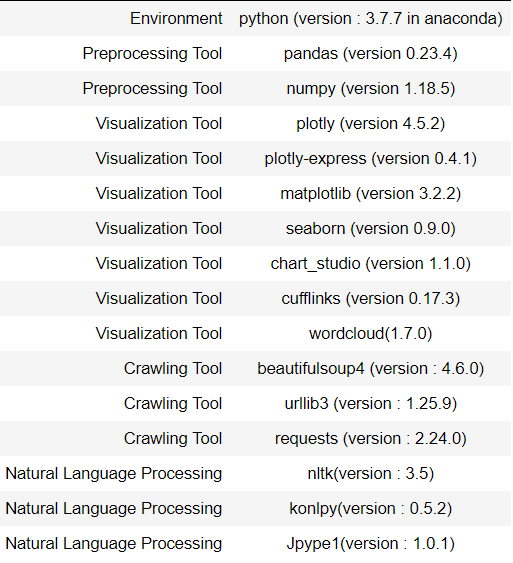 Environment python (version : 3.7.7 in anaconda)
Preprocessing Tool pandas (version 0.23.4)
Preprocessing Tool numpy (version 1.18.5)
Visualization Tool plotly (version 4.5.2)
Visualization Tool plotly-express (version 0.4.1)
Visualization Tool matplotlib (version 3.2.2)
Visualization Tool seaborn (version 0.9.0)
Visualization Tool chart_studio (version 1.1.0)
Visualization Tool cufflinks (version 0.17.3)
Visualization Tool wordcloud(1.7.0)
Crawling Tool beautifulsoup4 (version : 4.6.0)
Crawling Tool urllib3 (version : 1.25.9)
Crawling Tool requests (version : 2.24.0)
Natural Language Processing nltk(version : 3.5)
Natural Language Processing konlpy(version : 0.5.2)
Natural Language Processing Jpype1(version : 1.0.1)